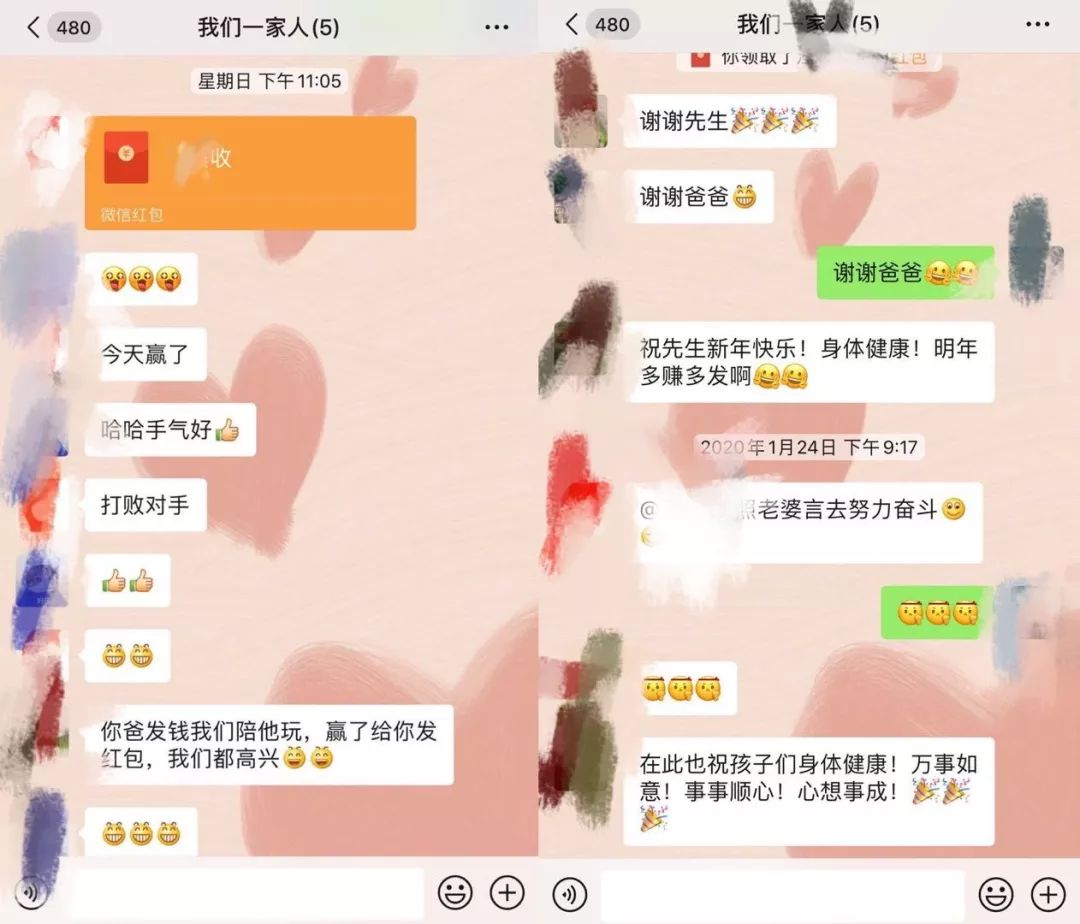 480
我们一家人(5)
星期日 下午11:05
收
微信红包
今天赢了
哈哈手气好
打败对手
你爸发钱我们陪他玩，赢了给你发
红包，我们都高兴
480
我们一家人(5)
你领取了
红包
谢谢先生
谢谢爸爸
谢谢爸爸
祝先生新年快乐！身体健康！明年
多赚多发啊
2020年1月24日 下午9:17
@
照老婆言去努力奋斗
在此也祝孩子们身体健康！万事如
意！事事顺心！心想事成！